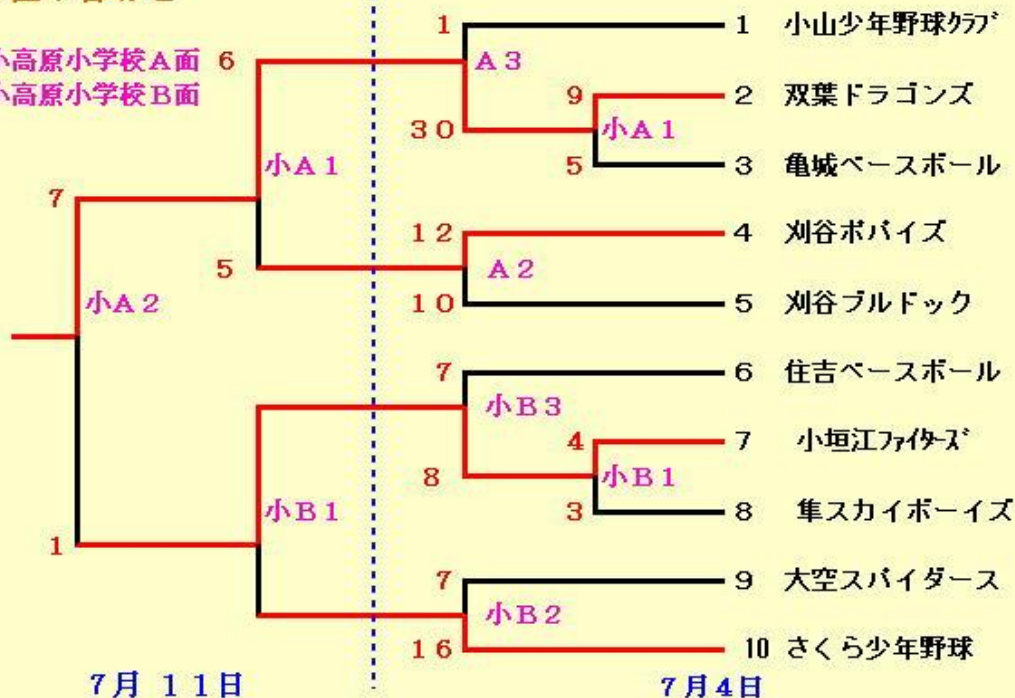 小高原小学校A面
小高原小学校B面
1
1 小山少年野球クラブ
6
A3
9
2 双葉ドラゴンズ
30
小A1
5
3 亀城ベースボール
小A1
7
12
4 刈谷ボバイズ
5
A2
小A2
10
5 刈谷ブルドック
7
6 住吉ベースボール
小B3
4
7 小垣江ファイターズ
8
小B1
小B1
3
8 隼スカイボーイズ
1
7
9 大空スパイダース
小B2
16
10 さくら少年野球
7月11日
7月4日